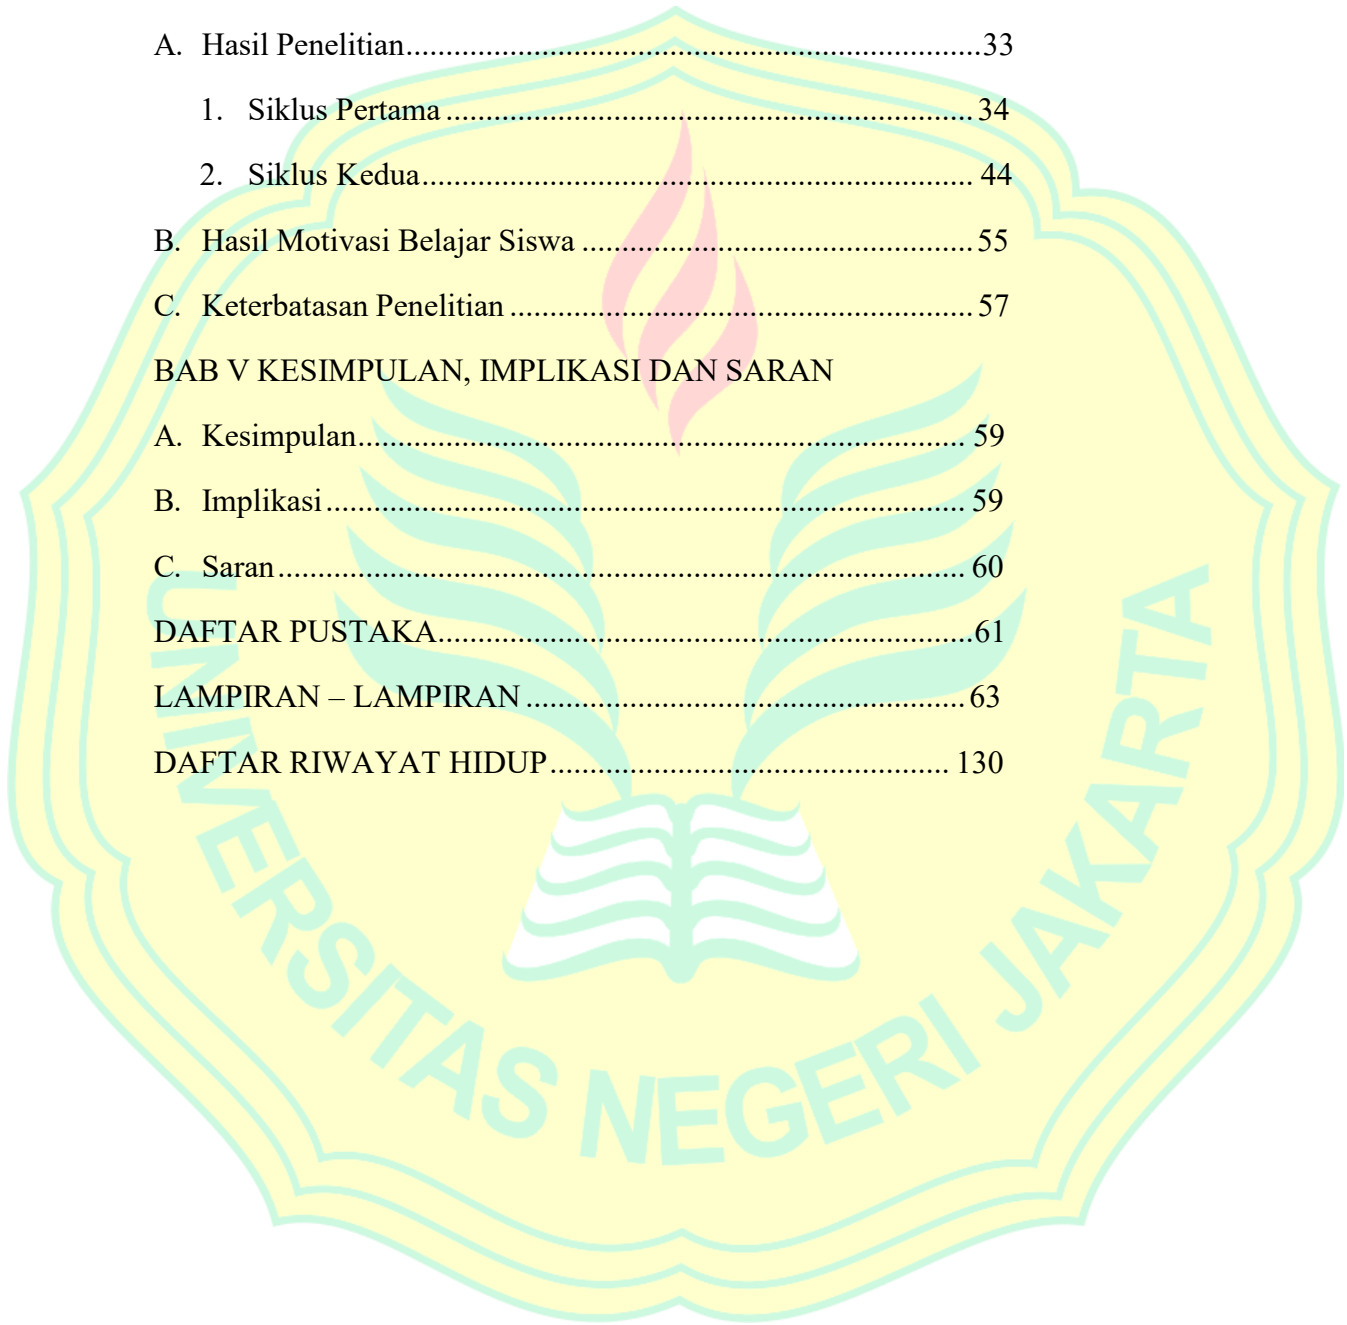 A. Hasil Penelitian........................................................................33
1. Siklus Pertama .................................................................. 34
2. Siklus Kedua..................................................................... 44
B. Hasil Motivasi Belajar Siswa ................................................. 55
C. Keterbatasan Penelitian .......................................................... 57
BAB V KESIMPULAN, IMPLIKASI DAN SARAN
A. Kesimpulan............................................................................ 59
B. Implikasi ................................................................................ 59
C. Saran ...................................................................................... 60
DAFTAR PUSTAKA...................................................................61
LAMPIRAN – LAMPIRAN ....................................................... 63
DAFTAR RIWAYAT HIDUP.................................................. 130
UNIVERSITAS NEGERI JAKARTA